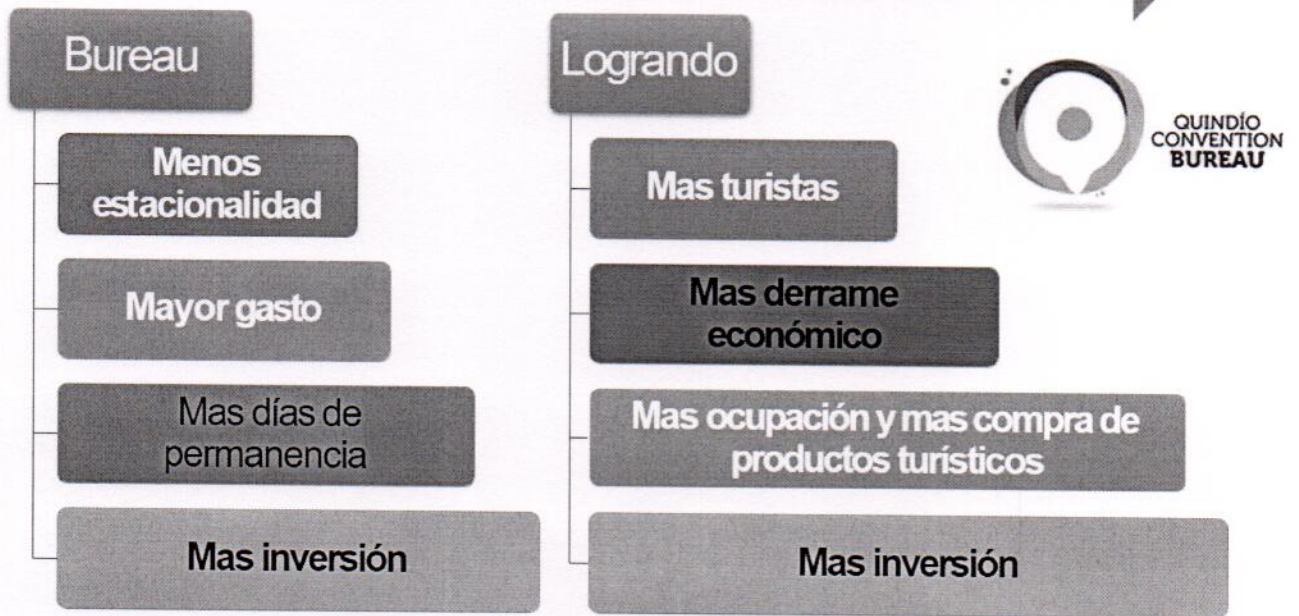 Bureau
Menos
estacionalidad
Mayor gasto
Mas días de
permanencia
Mas inversión
Logrando
Mas turistas
Mas derrame
económico
Mas ocupación y mas compra de
productos turísticos
Mas inversión
QUINDÍO
CONVENTION
BUREAU